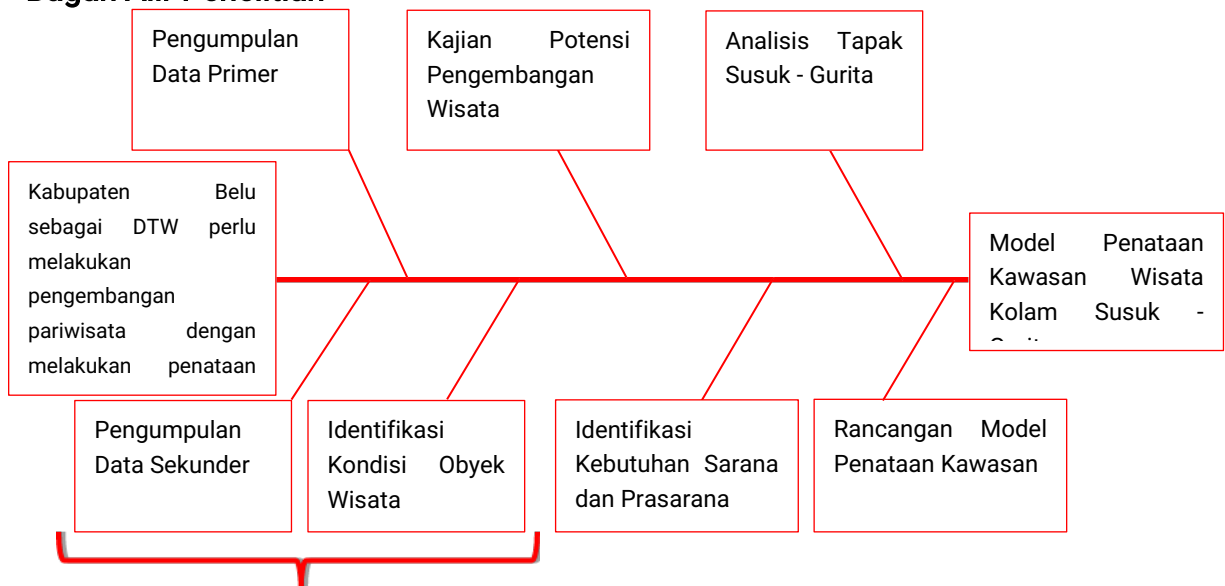 Pengumpulan
Data Primer
Kajian Potensi
Pengembangan
Wisata
Analisis Tapak
Susuk - Gurita
Kabupaten Belu
sebagai DTW perlu
melakukan
pengembangan
pariwisata dengan
melakukan penataan
Model Penataan
Kawasan Wisata
Kolam Susuk -
Pengumpulan
Data Sekunder
Identifikasi
Kondisi Obyek
Wisata
Identifikasi
Kebutuhan Sarana
dan Prasarana
Rancangan Model
Penataan Kawasan